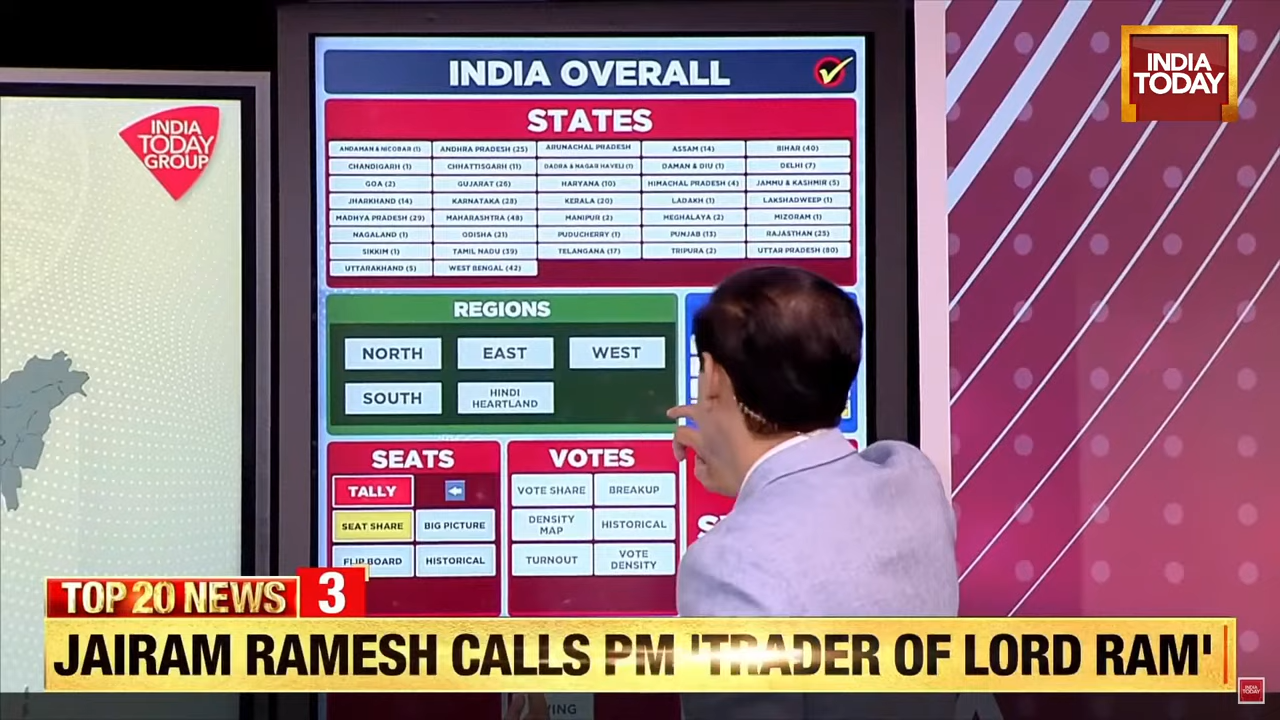 INDIA OVERALL
INDIA
TODAY
INDIA
TODAY
GROUP
STATES
ANDAMAN & NICOBAR (1)
ANDHRA PRADESH (25)
ARUNACHAL PRADESH
ASSAM (14)
BIHAR (40)
CHANDIGARH (1)
CHHATTISGARH (11)
DADRA & NAGAR HAVELI (1)
DAMAN & DIU (1)
DELHI (7)
GOA (2)
GUJARAT (26)
HARYANA (10)
HIMACHAL PRADESH (4)
JAMMU & KASHMIR (5)
JHARKHAND (14)
KARNATAKA (28)
KERALA (20)
LADAKH (1)
LAKSHADWEEP (1)
MADHYA PRADESH (29)
MAHARASHTRA (48)
MANIPUR (2)
MEGHALAYA (2)
MIZORAM (1)
NAGALAND (1)
ODISHA (21)
PUDUCHERRY (1)
PUNJAB (13)
RAJASTHAN (25)
SIKKIM (1)
TAMIL NADU (39)
TELANGANA (17)
TRIPURA (2)
UTTAR PRADESH (80)
UTTARAKHAND (5)
WEST BENGAL (42)
REGIONS
NORTH
EAST
WEST
SOUTH
HINDI
HEARTLAND
SEATS
TALLY
SEAT SHARE
BIG PICTURE
FLIP BOARD
HISTORICAL
VOTES
VOTE SHARE
BREAKUP
DENSITY
MAP
HISTORICAL
TURNOUT
VOTE
DENSITY
TOP 20 NEWS
3
JAIRAM RAMESH CALLS PM 'TRADER OF LORD RAM'
INDIA
TODAY